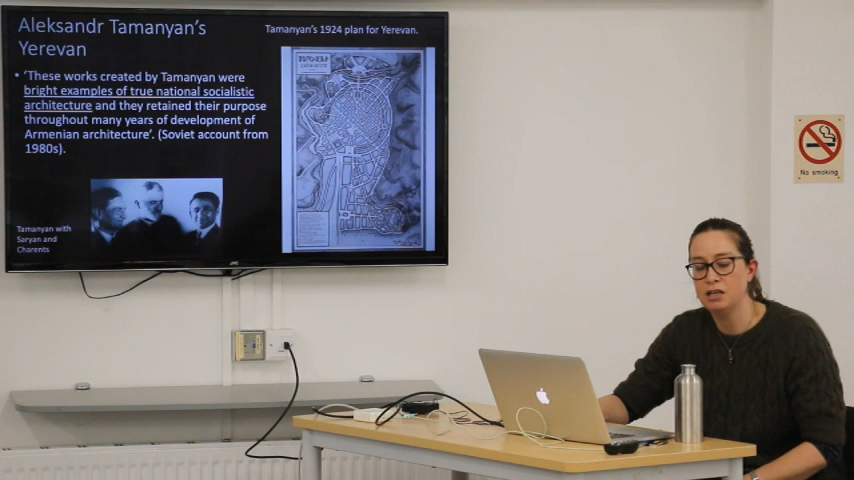 Aleksandr Tamanyan's
Yerevan
Tamanyan's 1924 plan for Yerevan.
• 'These works created by Tamanyan were
bright examples of true national socialistic
architecture and they retained their purpose
throughout many years of development of
Armenian architecture'. (Soviet account from
1980s).
Tamanyan with
Saryan and
Charents
JVC
No smoking